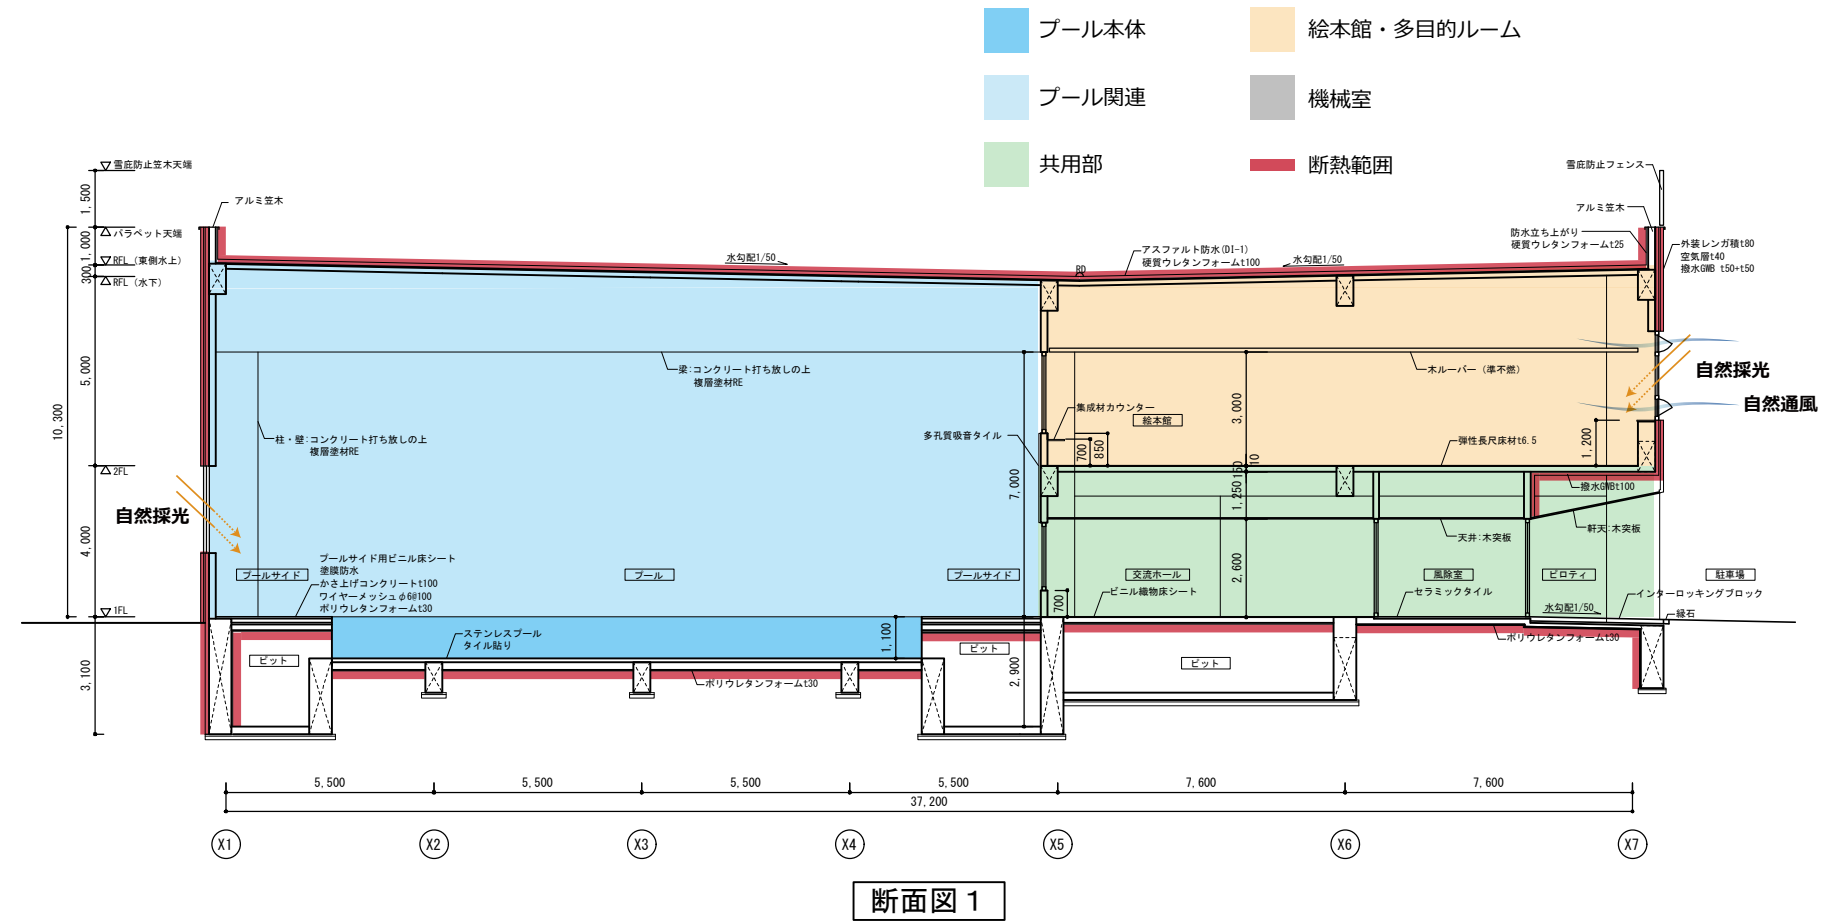 プール本体
絵本館・多目的ルーム
プール関連
機械室
共用部
断熱範囲
雪庇防止笠木天端
1,500
アルミ笠木
パラペット天端
1,000
RFL（東側水上）
300
RFL（水下）
10,300
5,000
2FL
4,000
1FL
3,100
水勾配1/50
RD
アスファルト防水(DI-1)
硬質ウレタンフォームt100
水勾配1/50
雪庇防止フェンス
アルミ笠木
防水立ち上がり
硬質ウレタンフォームt25
外装レンガ積t80
空気層t40
撥水GWB t50+t50
梁:コンクリート打ち放しの上
複層塗材RE
柱・壁:コンクリート打ち放しの上
複層塗材RE
木ルーバー（準不燃）
自然採光
自然通風
集成材カウンター
絵本館
多孔質吸音タイル
700
850
3,000
弾性長尺床材t6.5
1,200
10
150
1,250
7,000
撥水GWBt100
軒天:木突板
天井:木突板
自然採光
プールサイド用ビニル床シート
塗膜防水
かさ上げコンクリートt100
ワイヤーメッシュφ6@100
ポリウレタンフォームt30
プールサイド
プール
プールサイド
交流ホール
風除室
ピロティ
駐車場
2,600
700
ビニル織物床シート
セラミックタイル
水勾配1/50
インターロッキングブロック
縁石
ステンレスプール
タイル貼り
1,100
ピット
ピット
ピット
2,900
ポリウレタンフォームt30
ポリウレタンフォームt30
5,500
5,500
5,500
5,500
7,600
7,600
37,200
X1
X2
X3
X4
X5
X6
X7
断面図１